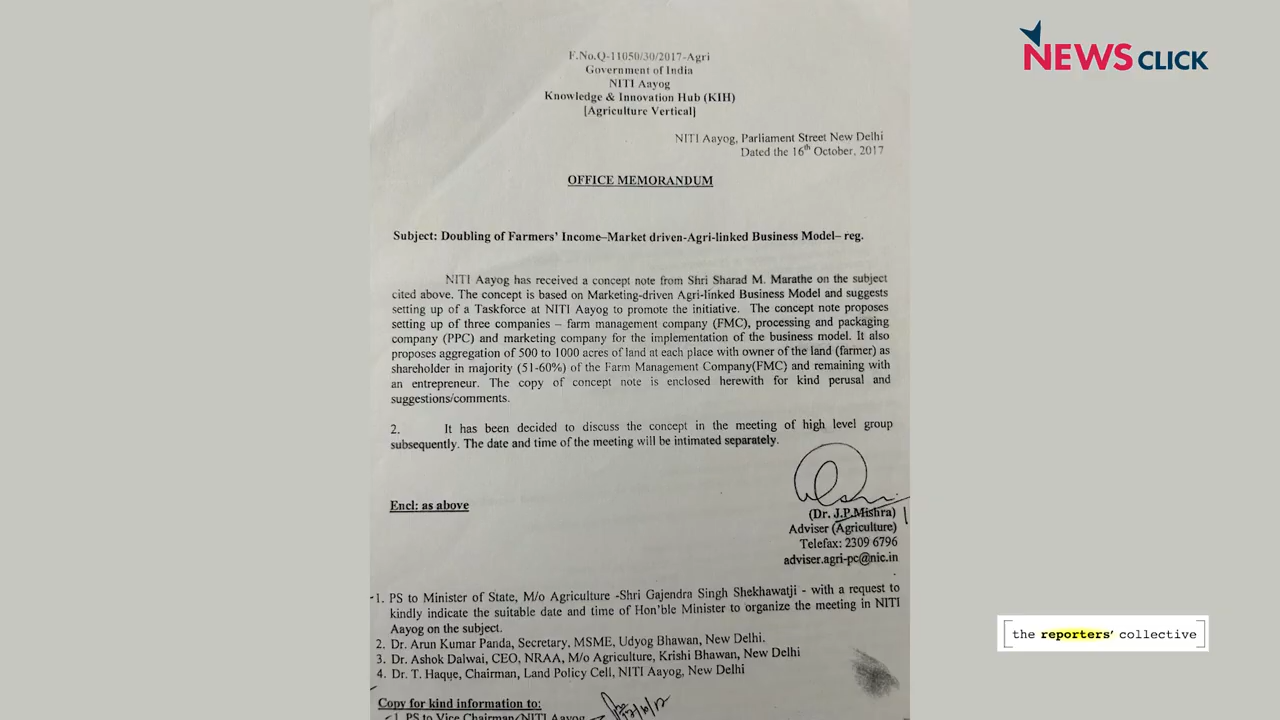 NEWSCLICK
F.No.Q-11050/30/2017-Agri
Government of India
NITI Aayog
Knowledge & Innovation Hub (KIH)
[Agriculture Vertical]
NITI Aayog, Parliament Street New Delhi
Dated the 16th October, 2017
OFFICE MEMORANDUM
Subject: Doubling of Farmers' Income–Market driven-Agri-linked Business Model– reg.
NITI Aayog has received a concept note from Shri Sharad M. Marathe on the subject
cited above. The concept is based on Marketing-driven Agri-linked Business Model and suggests
setting up of a Taskforce at NITI Aayog to promote the initiative. The concept note proposes
setting up of three companies – farm management company (FMC), processing and packaging
company (PPC) and marketing company for the implementation of the business model. It also
proposes aggregation of 500 to 1000 acres of land at each place with owner of the land (farmer) as
shareholder in majority (51-60%) of the Farm Management Company(FMC) and remaining with
an entrepreneur. The copy of concept note is enclosed herewith for kind perusal and
suggestions/comments.
2. It has been decided to discuss the concept in the meeting of high level group
subsequently. The date and time of the meeting will be intimated separately.
Encl: as above
(Dr. J.P.Mishra)
Adviser (Agriculture)
Telefax: 2309 6796
adviser.agri-pc@nic.in
1. PS to Minister of State, M/o Agriculture -Shri Gajendra Singh Shekhawatji - with a request to
kindly indicate the suitable date and time of Hon'ble Minister to organize the meeting in NITI
Aayog on the subject.
2. Dr. Arun Kumar Panda, Secretary, MSME, Udyog Bhawan, New Delhi.
3. Dr. Ashok Dalwai, CEO, NRAA, M/o Agriculture, Krishi Bhawan, New Delhi
4. Dr. T. Haque, Chairman, Land Policy Cell, NITI Aayog, New Delhi
Copy for kind information to:
1. PS to Vice Chairman/NITI Aayog
the reporters' collective